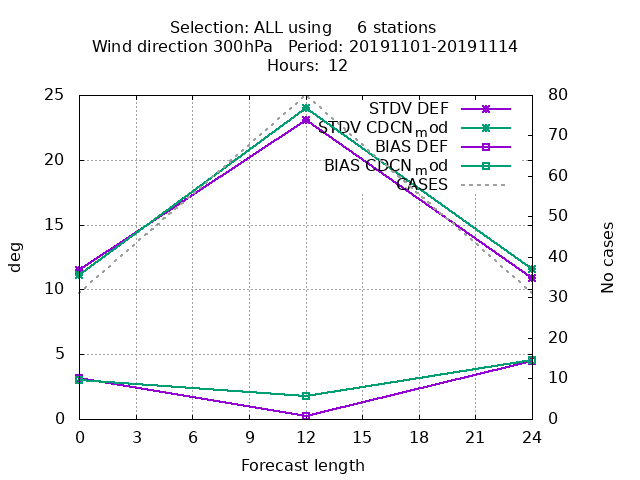 Selection: ALL using     6 stations
Wind direction 300hPa   Period: 20191101-20191114
Hours: 12
25
20
15
10
5
0
deg
80
70
60
50
40
30
20
10
0
No cases
STDV DEF
STDV CDCNmod
BIAS DEF
BIAS CDCNmod
CASES
0 3 6 9 12 15 18 21 24
Forecast length